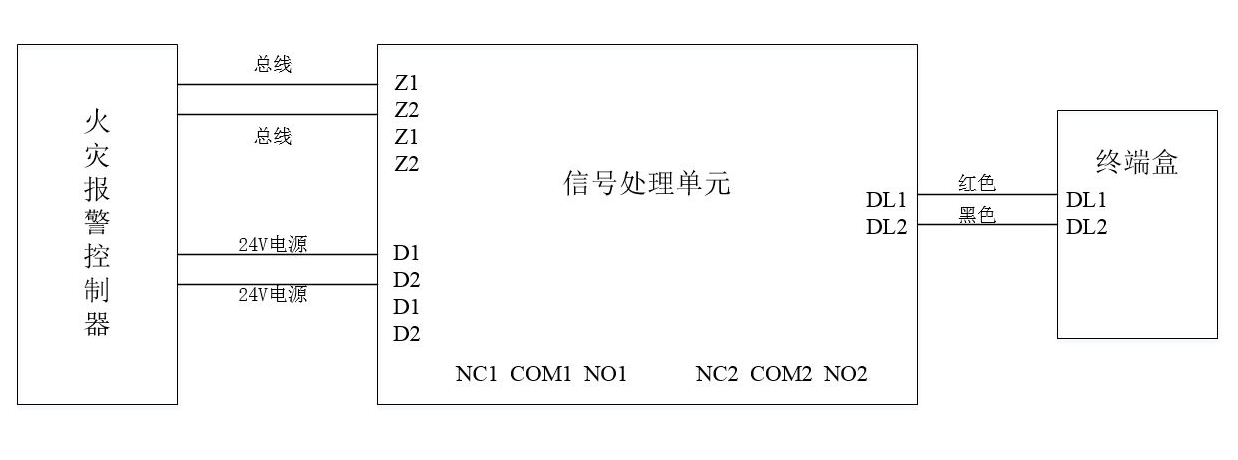 火灾报警控制器
总线
总线
24V电源
24V电源
Z1
Z2
Z1
Z2
D1
D2
D1
D2
信号处理单元
NC1 COM1 NO1 NC2 COM2 NO2
DL1
DL2
红色
黑色
终端盒
DL1
DL2